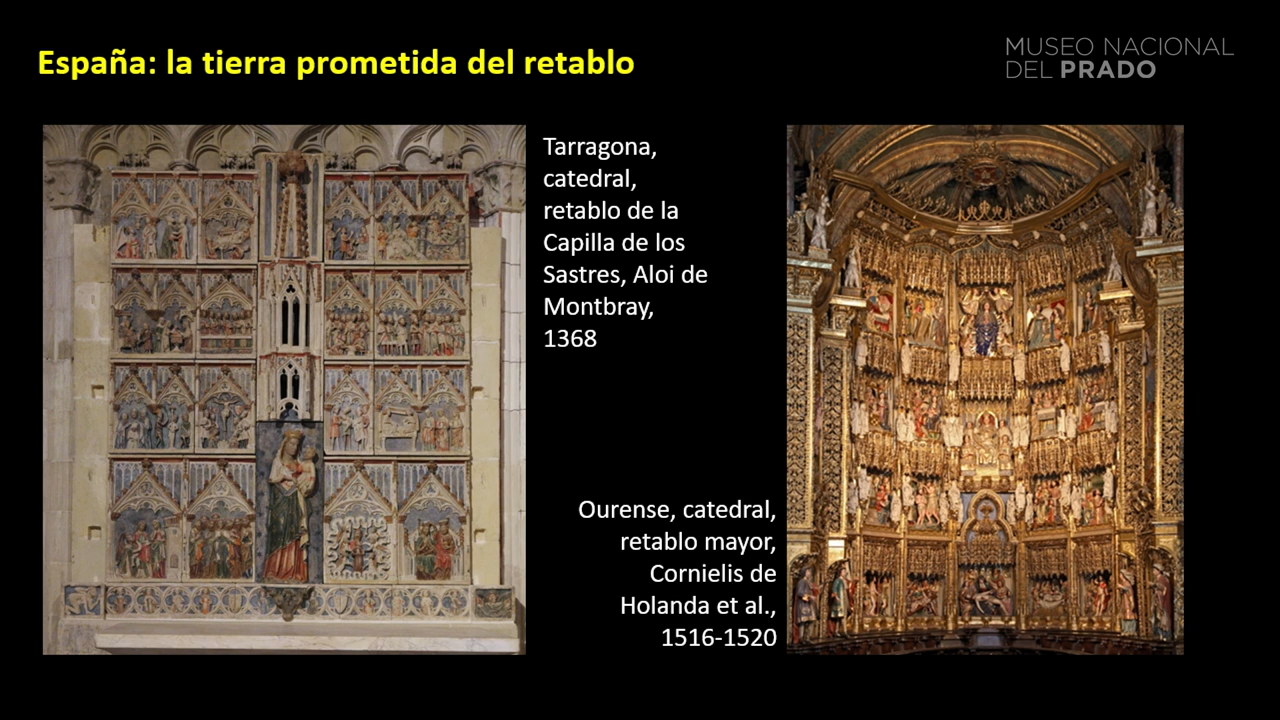 España: la tierra prometida del retablo
MUSEO NACIONAL
DEL PRADO
Tarragona,
catedral,
retablo de la
Capilla de los
Sastres, Aloi de
Montbray,
1368
Ourense, catedral,
retablo mayor,
Cornielis de
Holanda et al.,
1516-1520